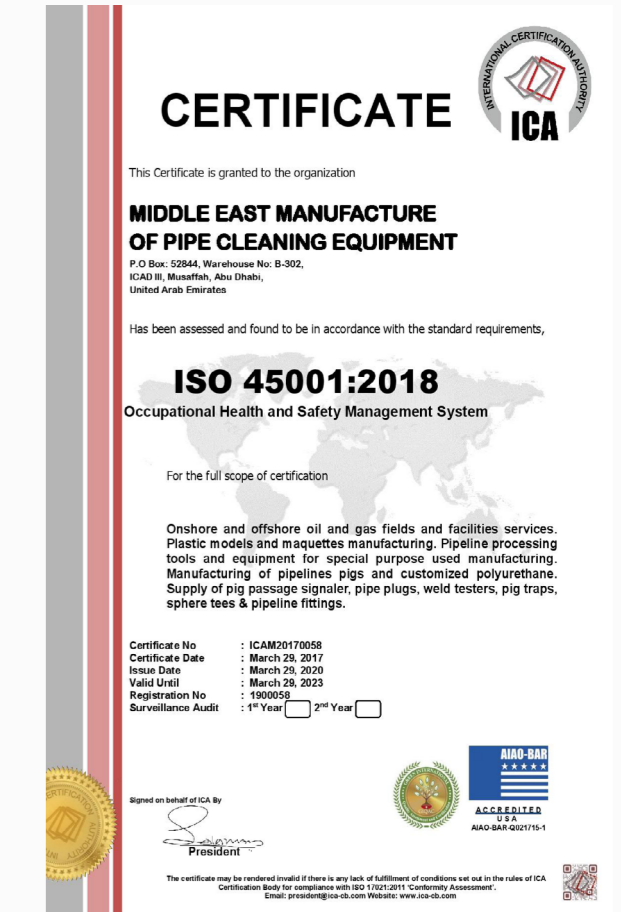 INTERNATIONAL CERTIFICATION AUTHORITY
ICA
CERTIFICATE
This Certificate is granted to the organization
MIDDLE EAST MANUFACTURE
OF PIPE CLEANING EQUIPMENT
P.O Box: 52844, Warehouse No: B-302,
ICAD III, Musaffah, Abu Dhabi,
United Arab Emirates
Has been assessed and found to be in accordance with the standard requirements,
ISO 45001:2018
Occupational Health and Safety Management System
For the full scope of certification
Onshore and offshore oil and gas fields and facilities services.
Plastic models and maquettes manufacturing. Pipeline processing
tools and equipment for special purpose used manufacturing.
Manufacturing of pipelines pigs and customized polyurethane.
Supply of pig passage signaler, pipe plugs, weld testers, pig traps,
sphere tees & pipeline fittings.
Certificate No : ICAM20170058
Certificate Date : March 29, 2017
Issue Date : March 29, 2020
Valid Until : March 29, 2023
Registration No : 1900058
Surveillance Audit : 1st Year 2nd Year
AIAO-BAR
ACCREDITED
USA
AIAO-BAR-Q021715-1
Signed on behalf of ICA By
President
The certificate may be rendered invalid if there is any lack of fulfillment of conditions set out in the rules of ICA
Certification Body for compliance with ISO 17021:2011 'Conformity Assessment'.
Email: president@ica-cb.com Website: www.ica-cb.com